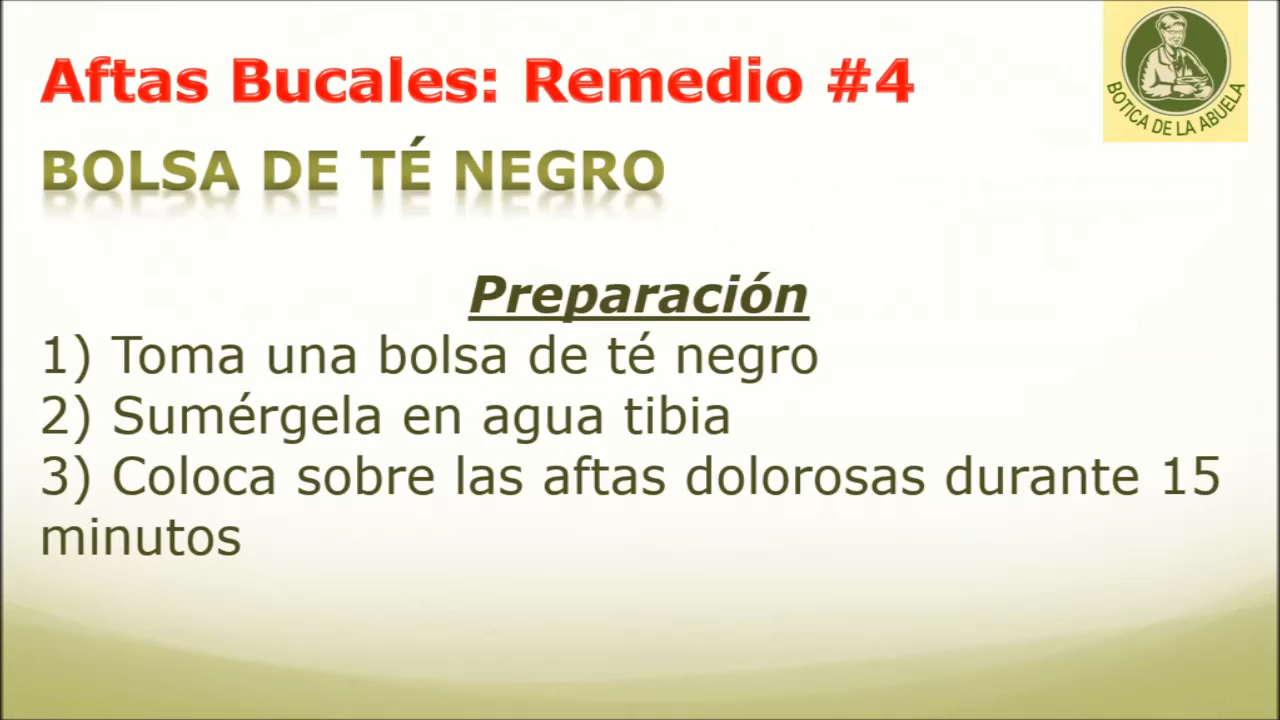 Aftas Bucales: Remedio #4
BOTICA DE LA ABUELA
BOLSA DE TÉ NEGRO
Preparación
1) Toma una bolsa de té negro
2) Sumérgela en agua tibia
3) Coloca sobre las aftas dolorosas durante 15
minutos